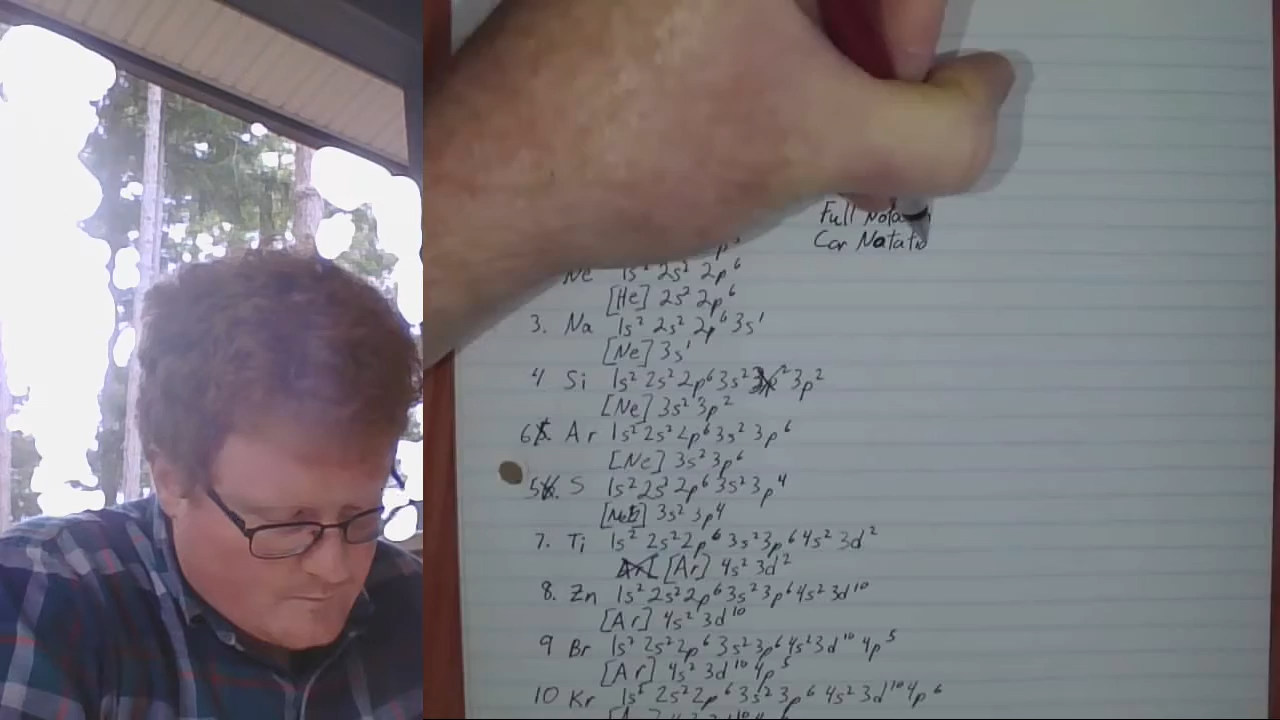 Full Nota
Cor Notatio
p⁵
Ne 1s² 2s² 2p⁶
[He] 2s² 2p⁶
3. Na 1s² 2s² 2p⁶ 3s¹
[Ne] 3s¹
4 Si 1s² 2s² 2p⁶ 3s² 3p²
[Ne] 3s² 3p²
6. Ar 1s² 2s² 2p⁶ 3s² 3p⁶
[Ne] 3s² 3p⁶
5. S 1s² 2s² 2p⁶ 3s² 3p⁴
[Ne] 3s² 3p⁴
7. Ti 1s² 2s² 2p⁶ 3s² 3p⁶ 4s² 3d²
[Ar] 4s² 3d²
8. Zn 1s² 2s² 2p⁶ 3s² 3p⁶ 4s² 3d¹⁰
[Ar] 4s² 3d¹⁰
9 Br 1s² 2s² 2p⁶ 3s² 3p⁶ 4s² 3d¹⁰ 4p⁵
[Ar] 4s² 3d¹⁰ 4p⁵
10 Kr 1s² 2s² 2p⁶ 3s² 3p⁶ 4s² 3d¹⁰ 4p⁶